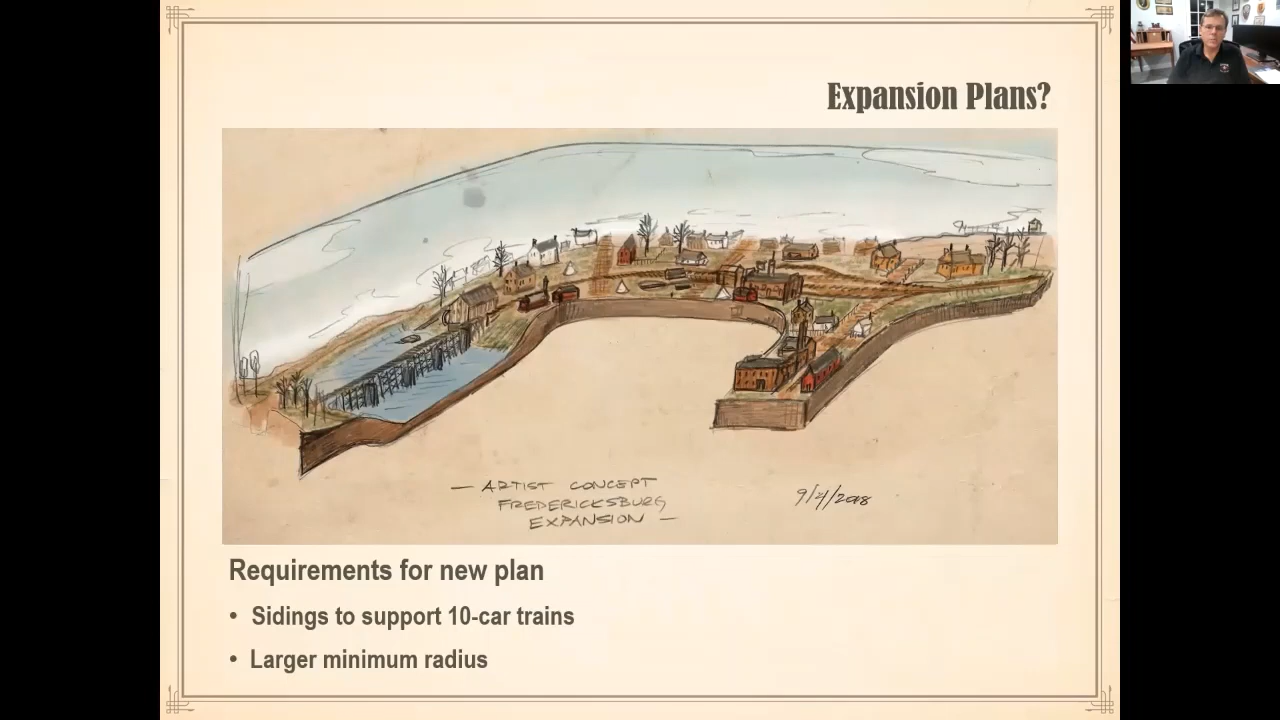 Expansion Plans?
— ARTIST CONCEPT
FREDERICKSBURG
EXPANSION —
9/4/2018
Requirements for new plan
• Sidings to support 10-car trains
• Larger minimum radius